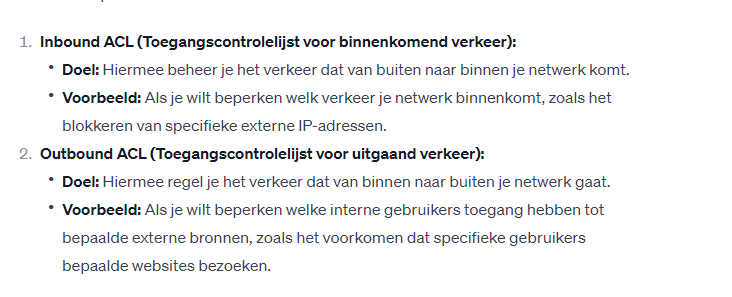 1. Inbound ACL (Toegangscontrolelijst voor binnenkomend verkeer):
• Doel: Hiermee beheer je het verkeer dat van buiten naar binnen je netwerk komt.
• Voorbeeld: Als je wilt beperken welk verkeer je netwerk binnenkomt, zoals het
blokkeren van specifieke externe IP-adressen.
2. Outbound ACL (Toegangscontrolelijst voor uitgaand verkeer):
• Doel: Hiermee regel je het verkeer dat van binnen naar buiten je netwerk gaat.
• Voorbeeld: Als je wilt beperken welke interne gebruikers toegang hebben tot
bepaalde externe bronnen, zoals het voorkomen dat specifieke gebruikers
bepaalde websites bezoeken.